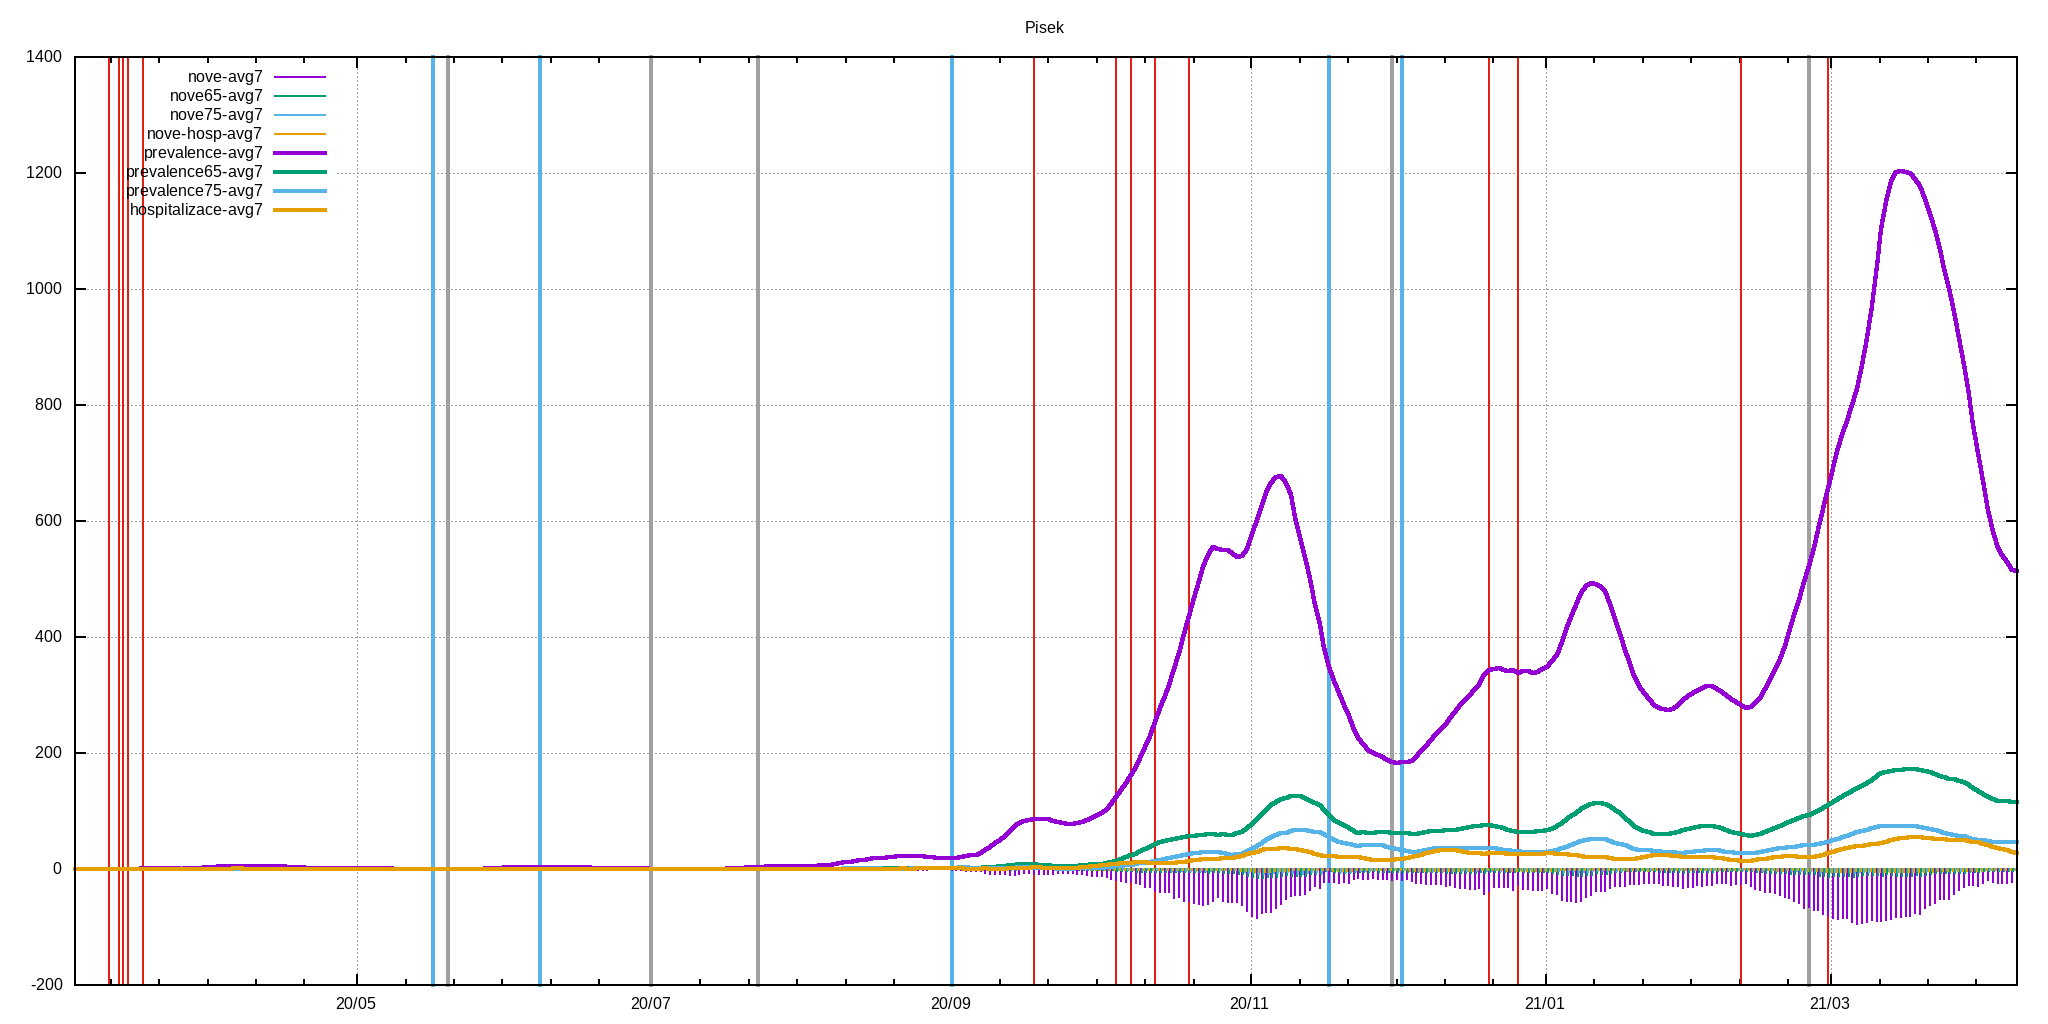 Pisek
1400
nove-avg7
nove65-avg7
nove75-avg7
nove-hosp-avg7
prevalence-avg7
prevalence65-avg7
prevalence75-avg7
hospitalizace-avg7
1200
1000
800
600
400
200
0
-200
20/05 20/07 20/09 20/11 21/01 21/03